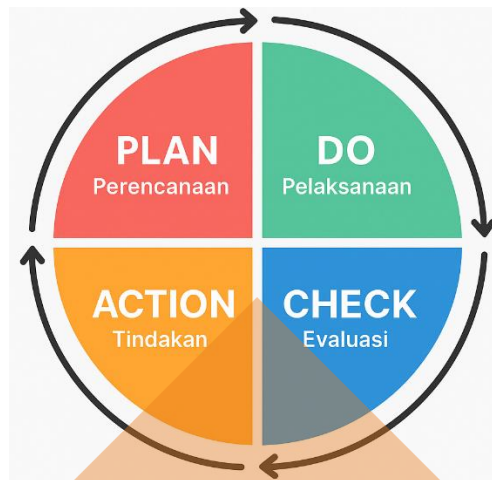 PLAN
Perencanaan
DO
Pelaksanaan
ACTION
Tindakan
CHECK
Evaluasi